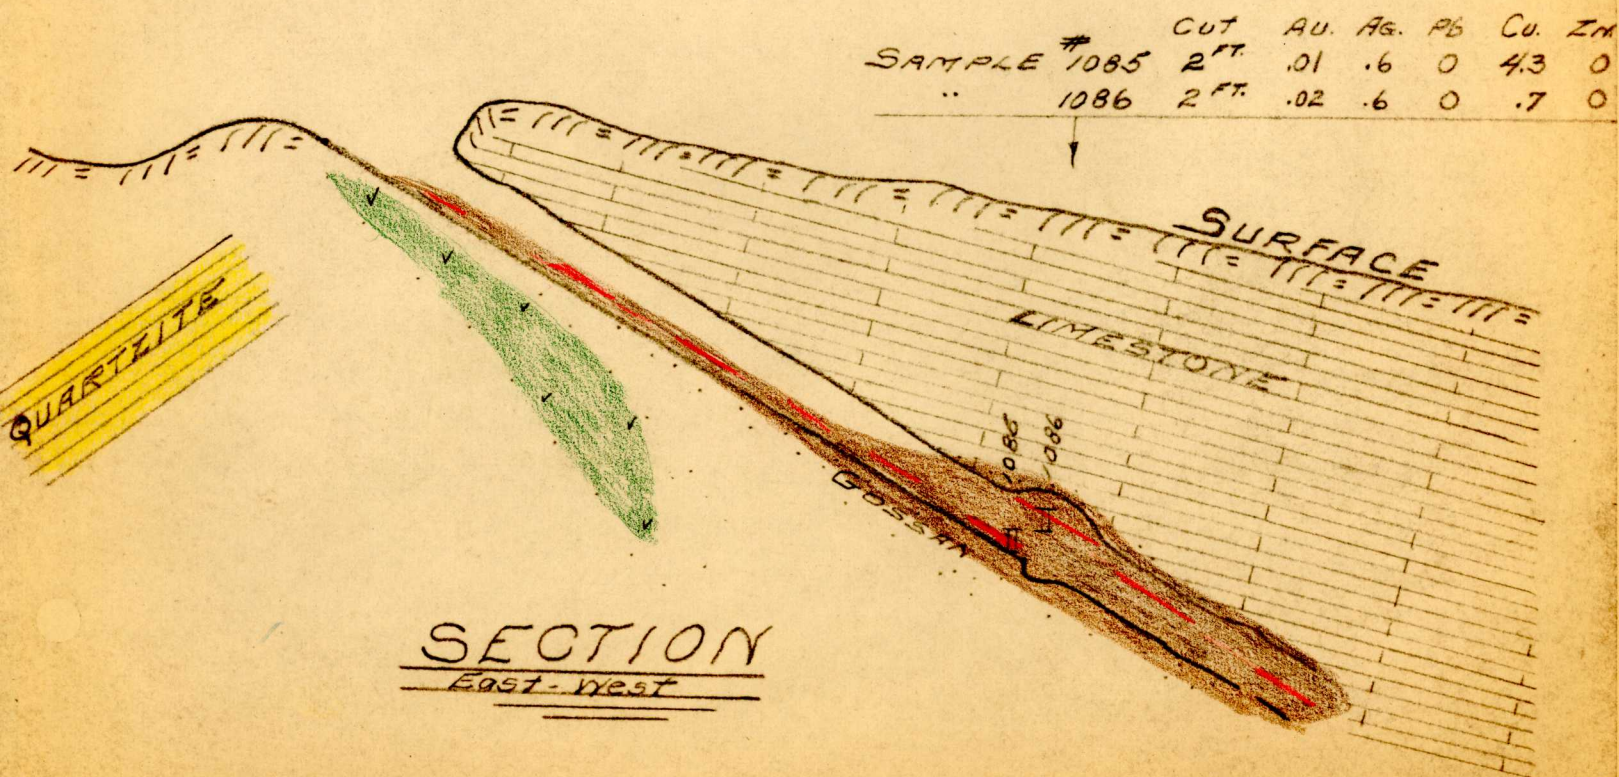 CUT AU. AG. Pb CU. ZN.
SAMPLE #1085 2 FT. .01 .6 0 4.3 0
" 1086 2 FT. .02 .6 0 .7 0
SURFACE
LIMESTONE
QUARTZITE
1086
1086
GOSSAN
SECTION
East-West